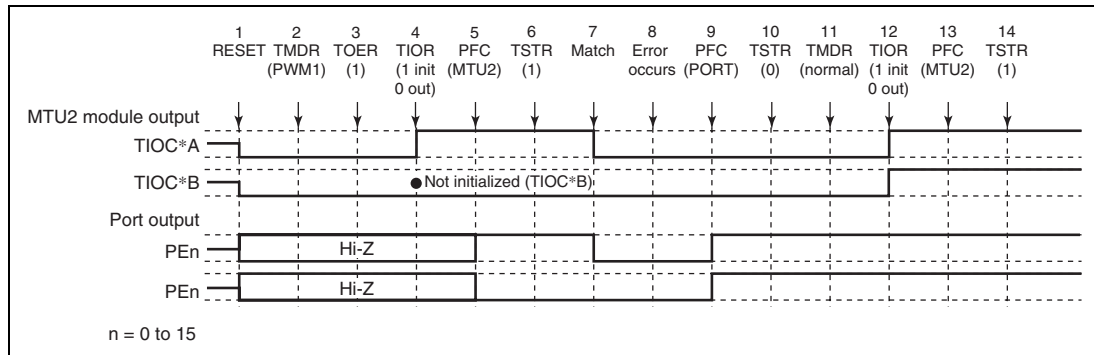 1 2 3 4 5 6 7 8 9 10 11 12 13 14
RESET TMDR TOER TIOR PFC TSTR Match Error PFC TSTR TMDR TIOR PFC TSTR
(PWM1) (1) (1 init (MTU2) (1) occurs (PORT) (0) (normal) (1 init (MTU2) (1)
0 out) 0 out)
MTU2 module output
TIOC*A
TIOC*B
Not initialized (TIOC*B)
Port output
PEn
Hi-Z
PEn
Hi-Z
n = 0 to 15